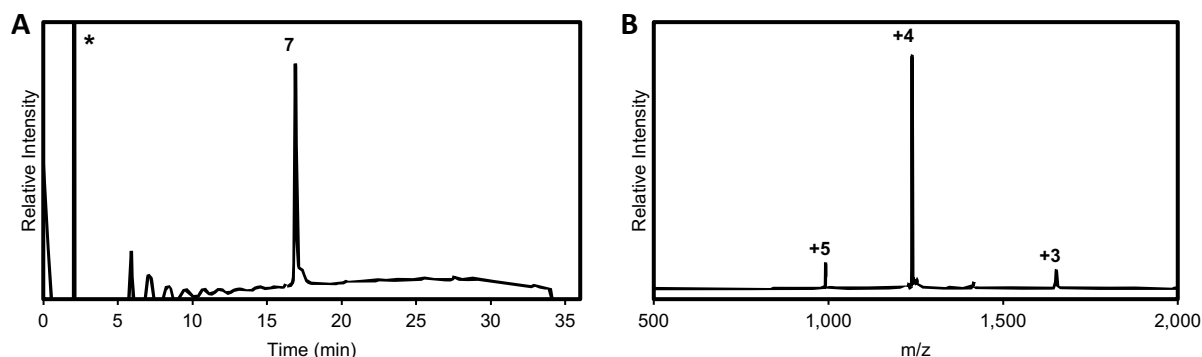 A
Relative Intensity
*
7
0 5 10 15 20 25 30 35
Time (min)
B
Relative Intensity
+5
+4
+3
500 1,000 1,500 2,000
m/z